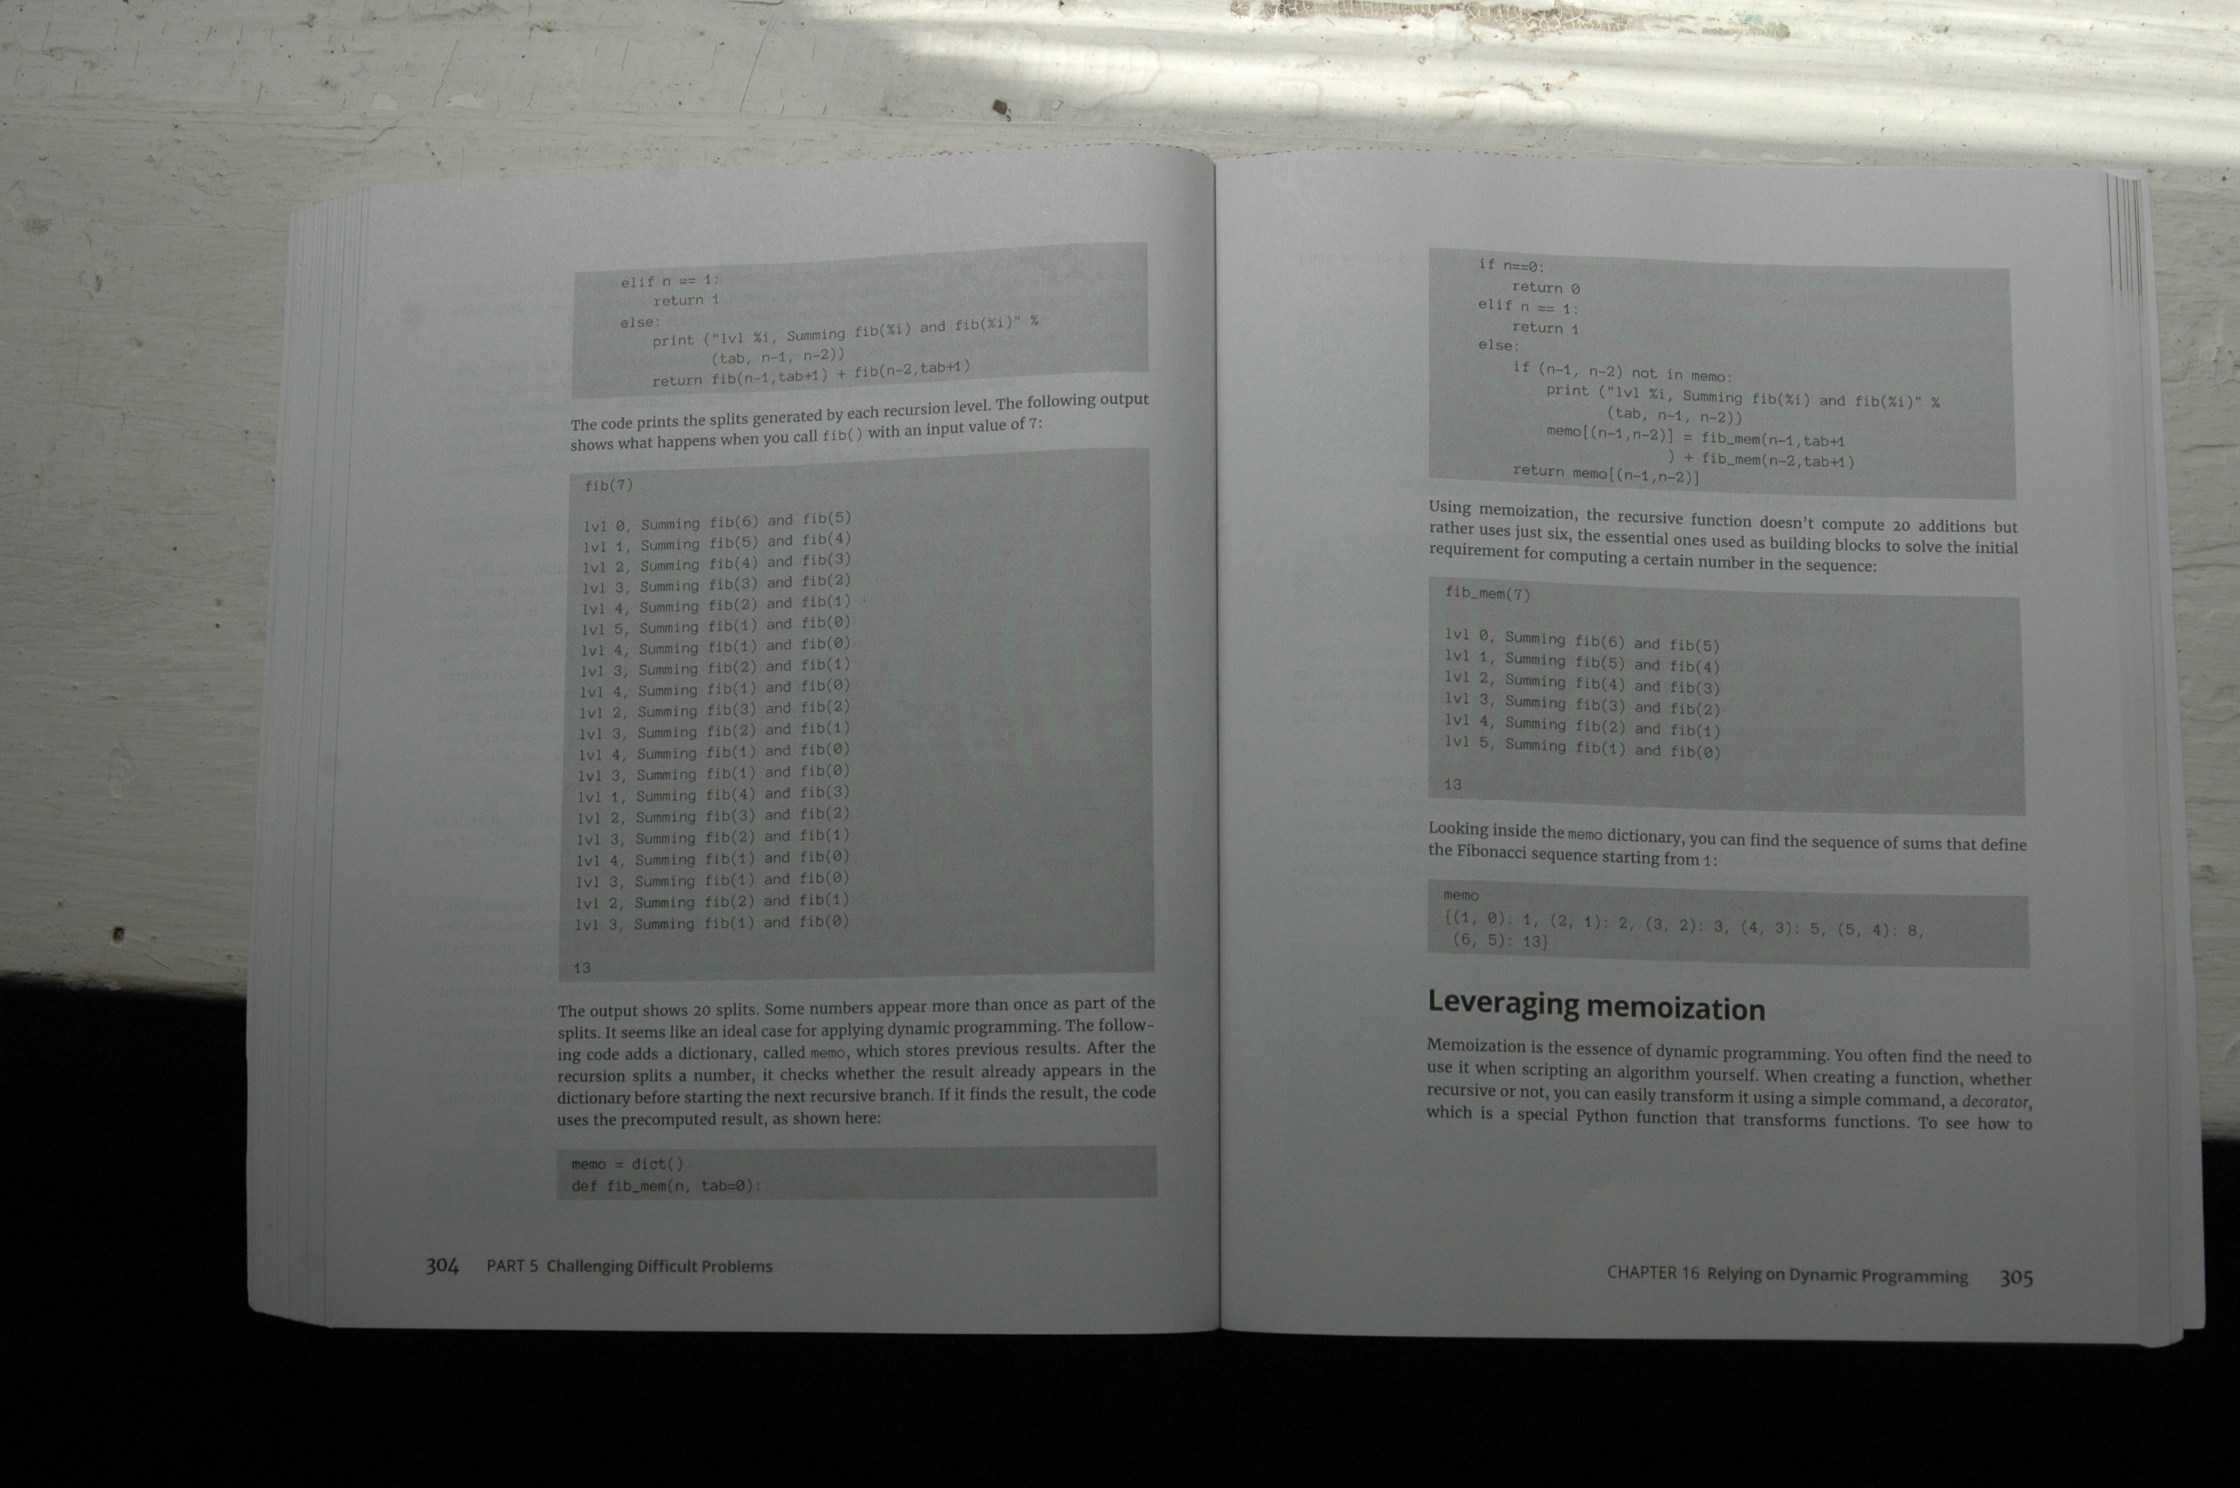 elif n == 1:
return 1
else:
print ("lvl %i, Summing fib(%i) and fib(%i)" %
(tab, n-1, n-2))
return fib(n-1,tab+1) + fib(n-2,tab+1)
The code prints the splits generated by each recursion level. The following output
shows what happens when you call fib() with an input value of 7:
fib(7)
lvl 0, Summing fib(6) and fib(5)
lvl 1, Summing fib(5) and fib(4)
lvl 2, Summing fib(4) and fib(3)
lvl 3, Summing fib(3) and fib(2)
lvl 4, Summing fib(2) and fib(1)
lvl 5, Summing fib(1) and fib(0)
lvl 4, Summing fib(1) and fib(0)
lvl 3, Summing fib(2) and fib(1)
lvl 4, Summing fib(1) and fib(0)
lvl 2, Summing fib(3) and fib(2)
lvl 3, Summing fib(2) and fib(1)
lvl 4, Summing fib(1) and fib(0)
lvl 3, Summing fib(1) and fib(0)
lvl 1, Summing fib(4) and fib(3)
lvl 2, Summing fib(3) and fib(2)
lvl 3, Summing fib(2) and fib(1)
lvl 4, Summing fib(1) and fib(0)
lvl 3, Summing fib(1) and fib(0)
lvl 2, Summing fib(2) and fib(1)
lvl 3, Summing fib(1) and fib(0)
13
The output shows 20 splits. Some numbers appear more than once as part of the
splits. It seems like an ideal case for applying dynamic programming. The follow-
ing code adds a dictionary, called memo, which stores previous results. After the
recursion splits a number, it checks whether the result already appears in the
dictionary before starting the next recursive branch. If it finds the result, the code
uses the precomputed result, as shown here:
memo = dict()
def fib_mem(n, tab=0):
304 PART 5 Challenging Difficult Problems
if n==0:
return 0
elif n == 1:
return 1
else:
if (n-1, n-2) not in memo:
print ("lvl %i, Summing fib(%i) and fib(%i)" %
(tab, n-1, n-2))
memo[(n-1,n-2)] = fib_mem(n-1,tab+1
) + fib_mem(n-2,tab+1)
return memo[(n-1,n-2)]
Using memoization, the recursive function doesn't compute 20 additions but
rather uses just six, the essential ones used as building blocks to solve the initial
requirement for computing a certain number in the sequence:
fib_mem(7)
lvl 0, Summing fib(6) and fib(5)
lvl 1, Summing fib(5) and fib(4)
lvl 2, Summing fib(4) and fib(3)
lvl 3, Summing fib(3) and fib(2)
lvl 4, Summing fib(2) and fib(1)
lvl 5, Summing fib(1) and fib(0)
13
Looking inside the memo dictionary, you can find the sequence of sums that define
the Fibonacci sequence starting from 1:
memo
{(1, 0): 1, (2, 1): 2, (3, 2): 3, (4, 3): 5, (5, 4): 8,
(6, 5): 13}
Leveraging memoization
Memoization is the essence of dynamic programming. You often find the need to
use it when scripting an algorithm yourself. When creating a function, whether
recursive or not, you can easily transform it using a simple command, a decorator,
which is a special Python function that transforms functions. To see how to
CHAPTER 16 Relying on Dynamic Programming 305